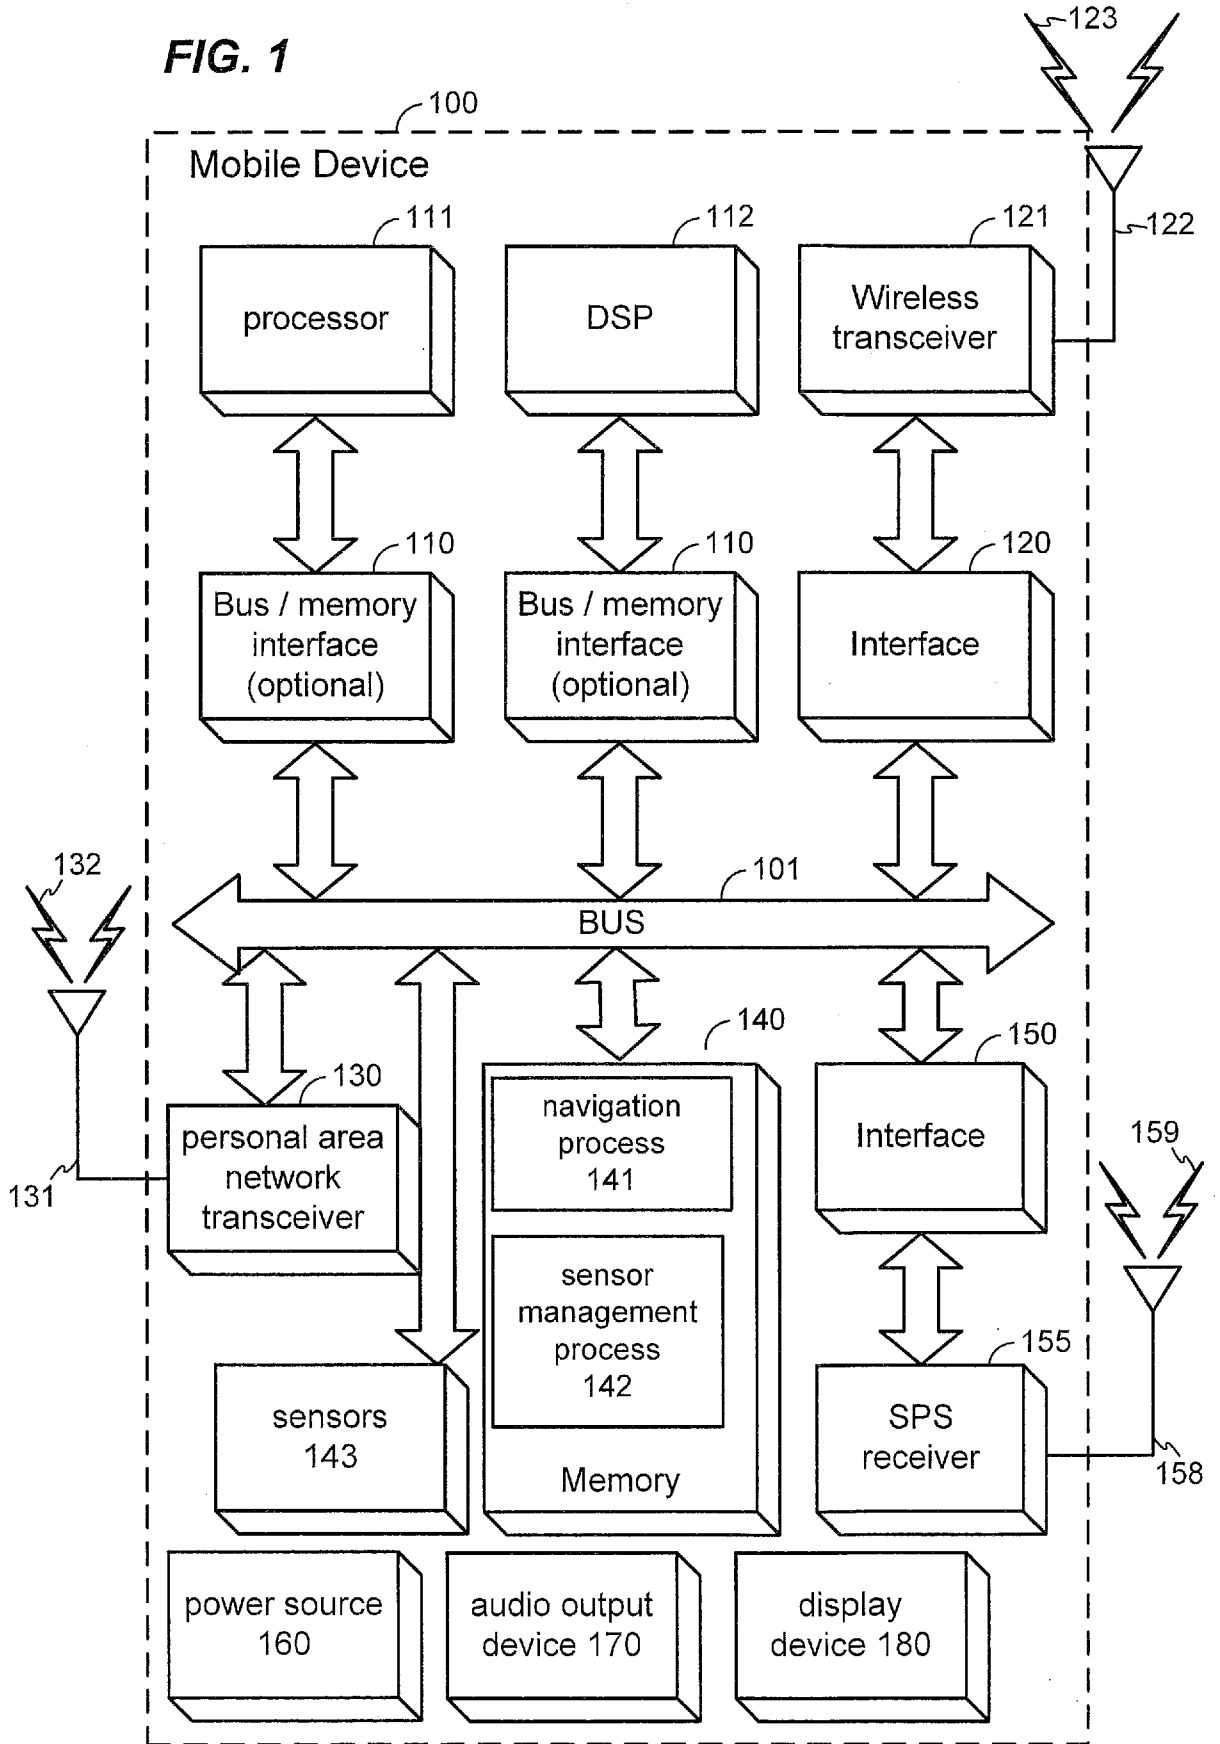 FIG. 1
123
100
Mobile Device
111
112
121
122
processor
DSP
Wireless
transceiver
110
110
120
Bus / memory
interface
(optional)
Bus / memory
interface
(optional)
Interface
132
101
BUS
140
150
130
personal area
network
transceiver
131
navigation
process
141
Interface
159
sensor
management
process
142
155
sensors
143
Memory
SPS
receiver
158
power source
160
audio output
device 170
display
device 180